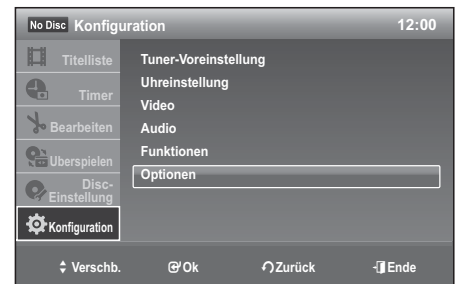 No Disc Konfiguration 12:00
Titelliste
Timer
Bearbeiten
Uberspielen
Disc-
Einstellung
Konfiguration
Tuner-Voreinstellung
Uhreinstellung
Video
Audio
Funktionen
Optionen
Verschb. Ok Zurück Ende